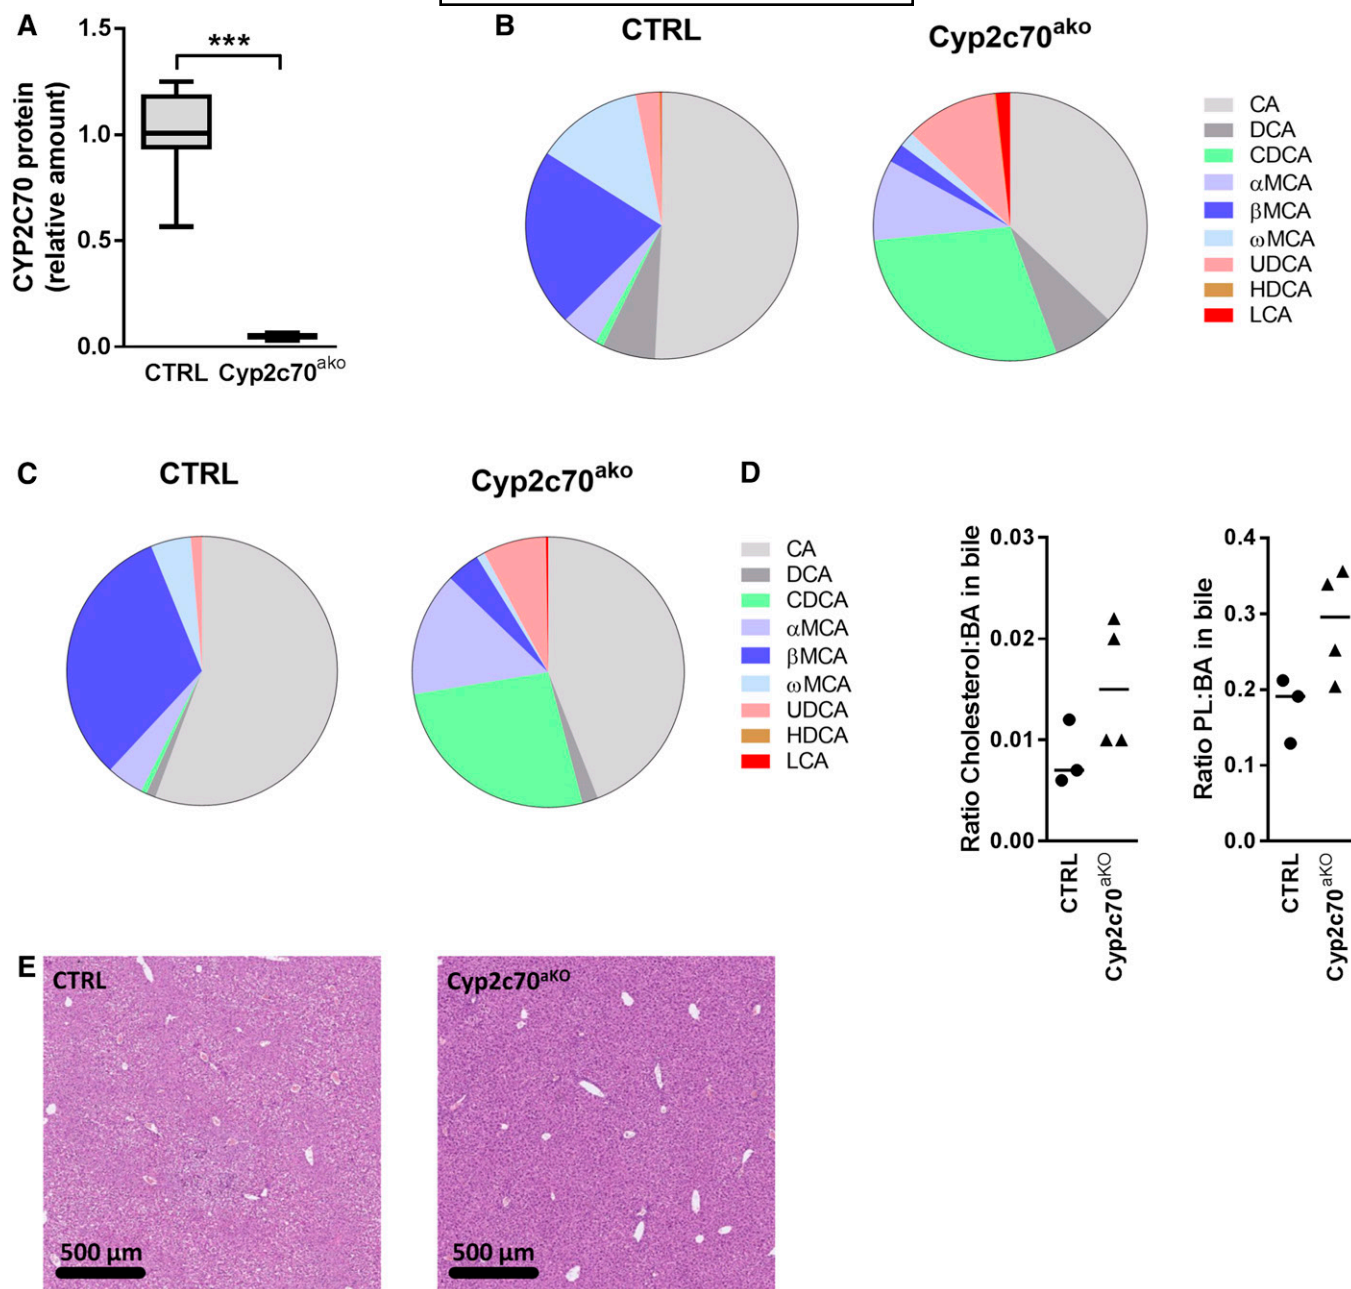 A
CYP2C70 protein
(relative amount)
1.5
1.0
0.5
0.0
***
CTRL
Cyp2c70ako
B
CTRL
Cyp2c70ako
CA
DCA
CDCA
αMCA
βMCA
ωMCA
UDCA
HDCA
LCA
C
CTRL
Cyp2c70ako
CA
DCA
CDCA
αMCA
βMCA
ωMCA
UDCA
HDCA
LCA
D
Ratio Cholesterol:BA in bile
0.03
0.02
0.01
0.00
CTRL
Cyp2c70aKO
Ratio PL:BA in bile
0.4
0.3
0.2
0.1
0.0
CTRL
Cyp2c70aKO
E
CTRL
500 μm
Cyp2c70aKO
500 μm